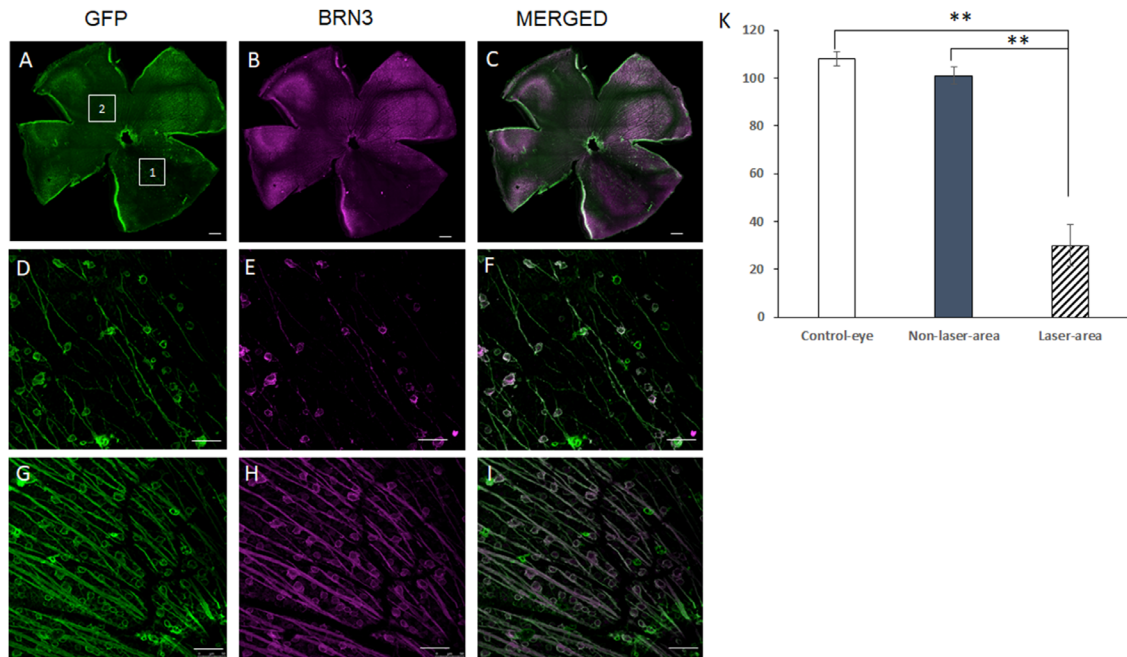 GFP BRN3 MERGED
A
2
1
B
C
D
E
F
G
H
I
K
**
**
120
100
80
60
40
20
0
Control-eye Non-laser-area Laser-area